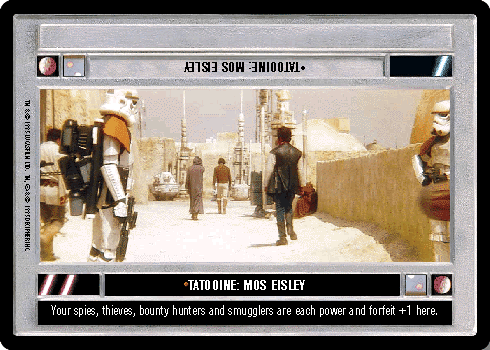 •TATOOINE: MOS EISLEY
•TATOOINE: MOS EISLEY
Your spies, thieves, bounty hunters and smugglers are each power and forfeit +1 here.